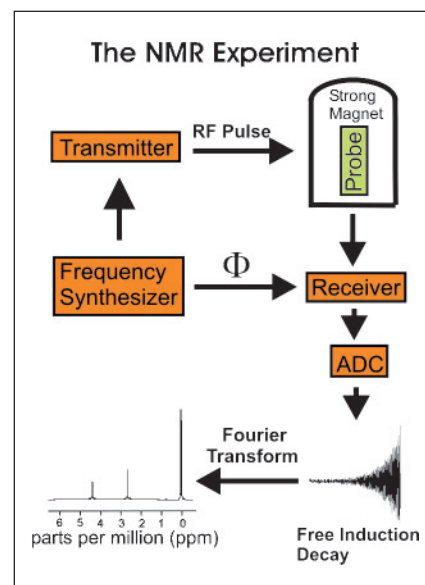 The NMR Experiment
Strong
Magnet
Probe
RF Pulse
Transmitter
Frequency
Synthesizer
Φ
Receiver
ADC
Fourier
Transform
6 5 4 3 2 1 0
parts per million (ppm)
Free Induction
Decay